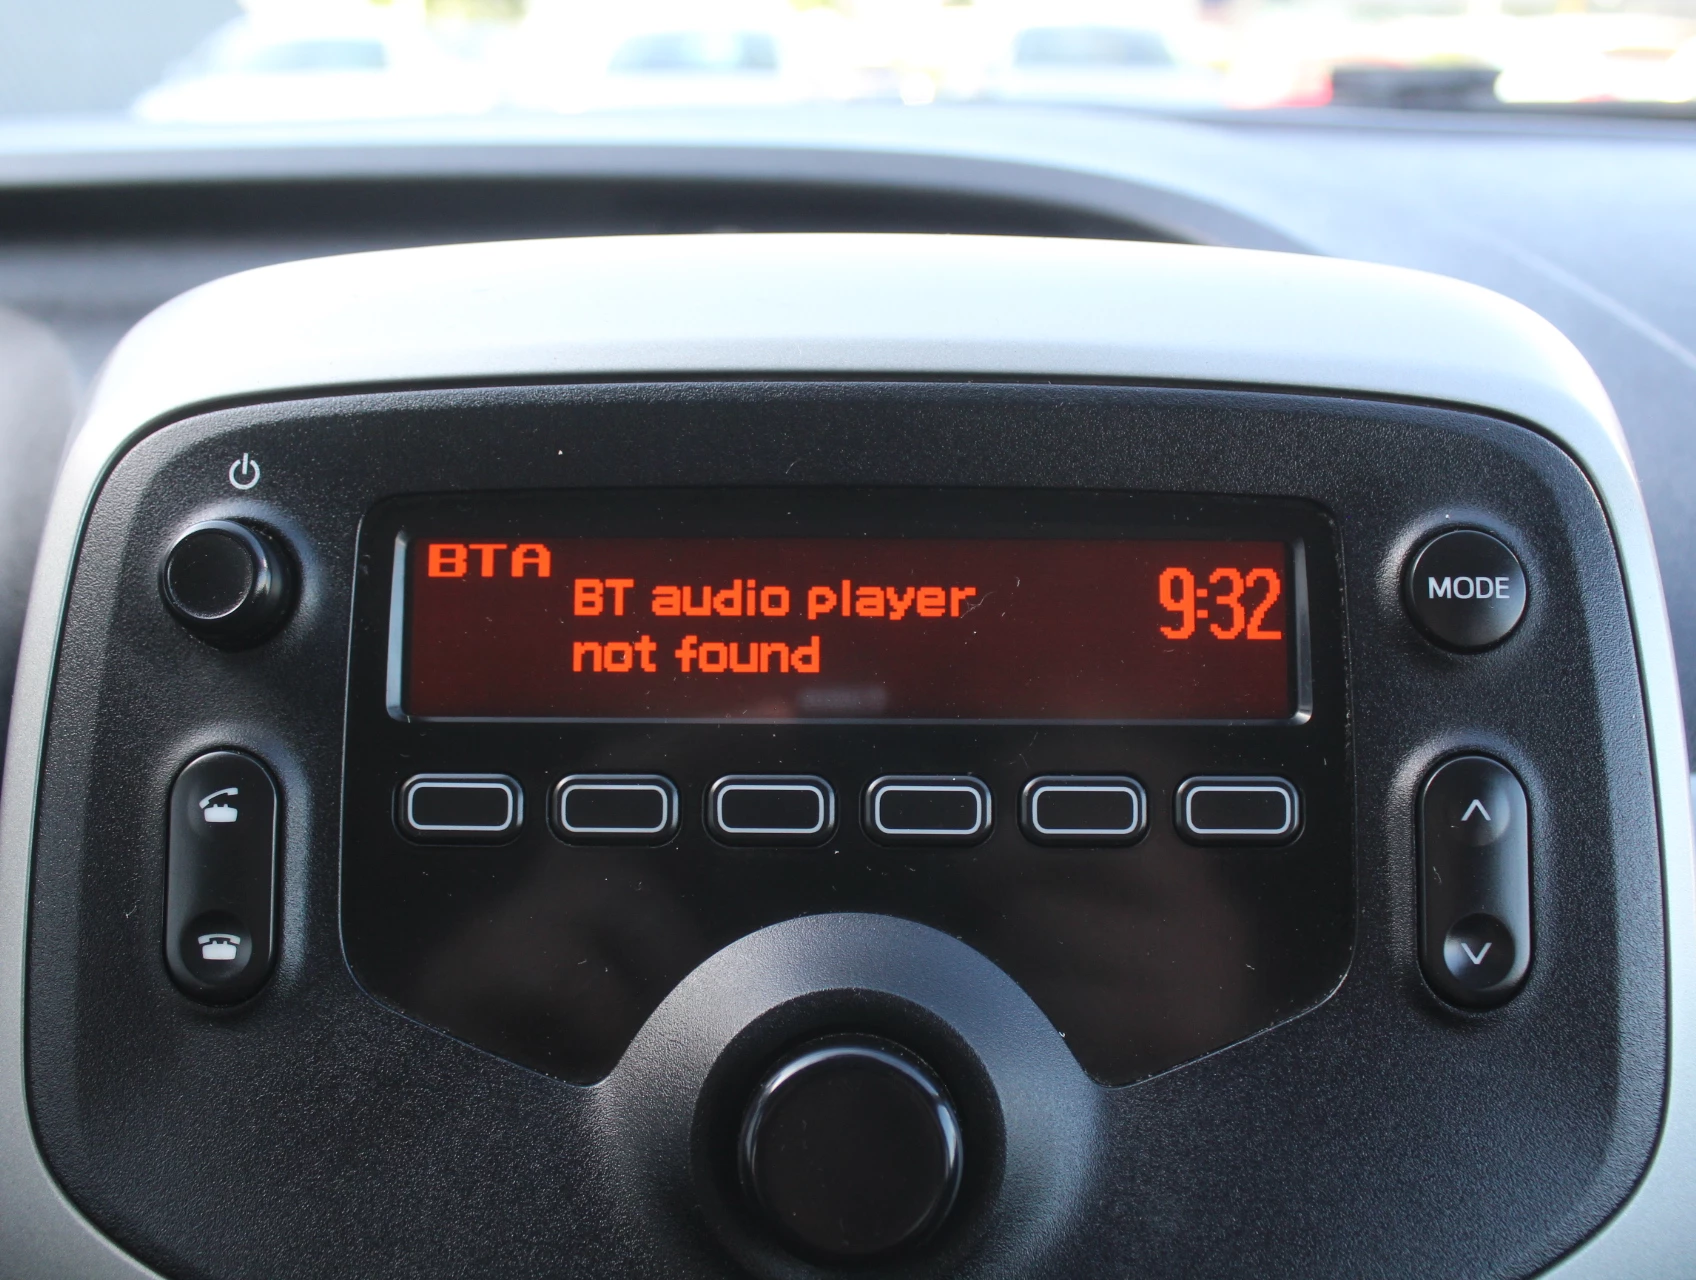 BTA
BT audio player
not found
9:32
MODE